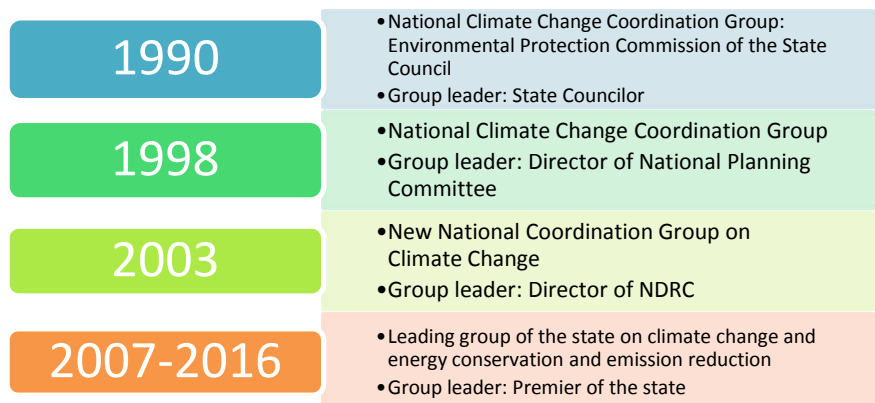 1990
•National Climate Change Coordination Group:
Environmental Protection Commission of the State
Council
•Group leader: State Councilor
1998
•National Climate Change Coordination Group
•Group leader: Director of National Planning
Committee
2003
•New National Coordination Group on
Climate Change
•Group leader: Director of NDRC
2007-2016
•Leading group of the state on climate change and
energy conservation and emission reduction
•Group leader: Premier of the state